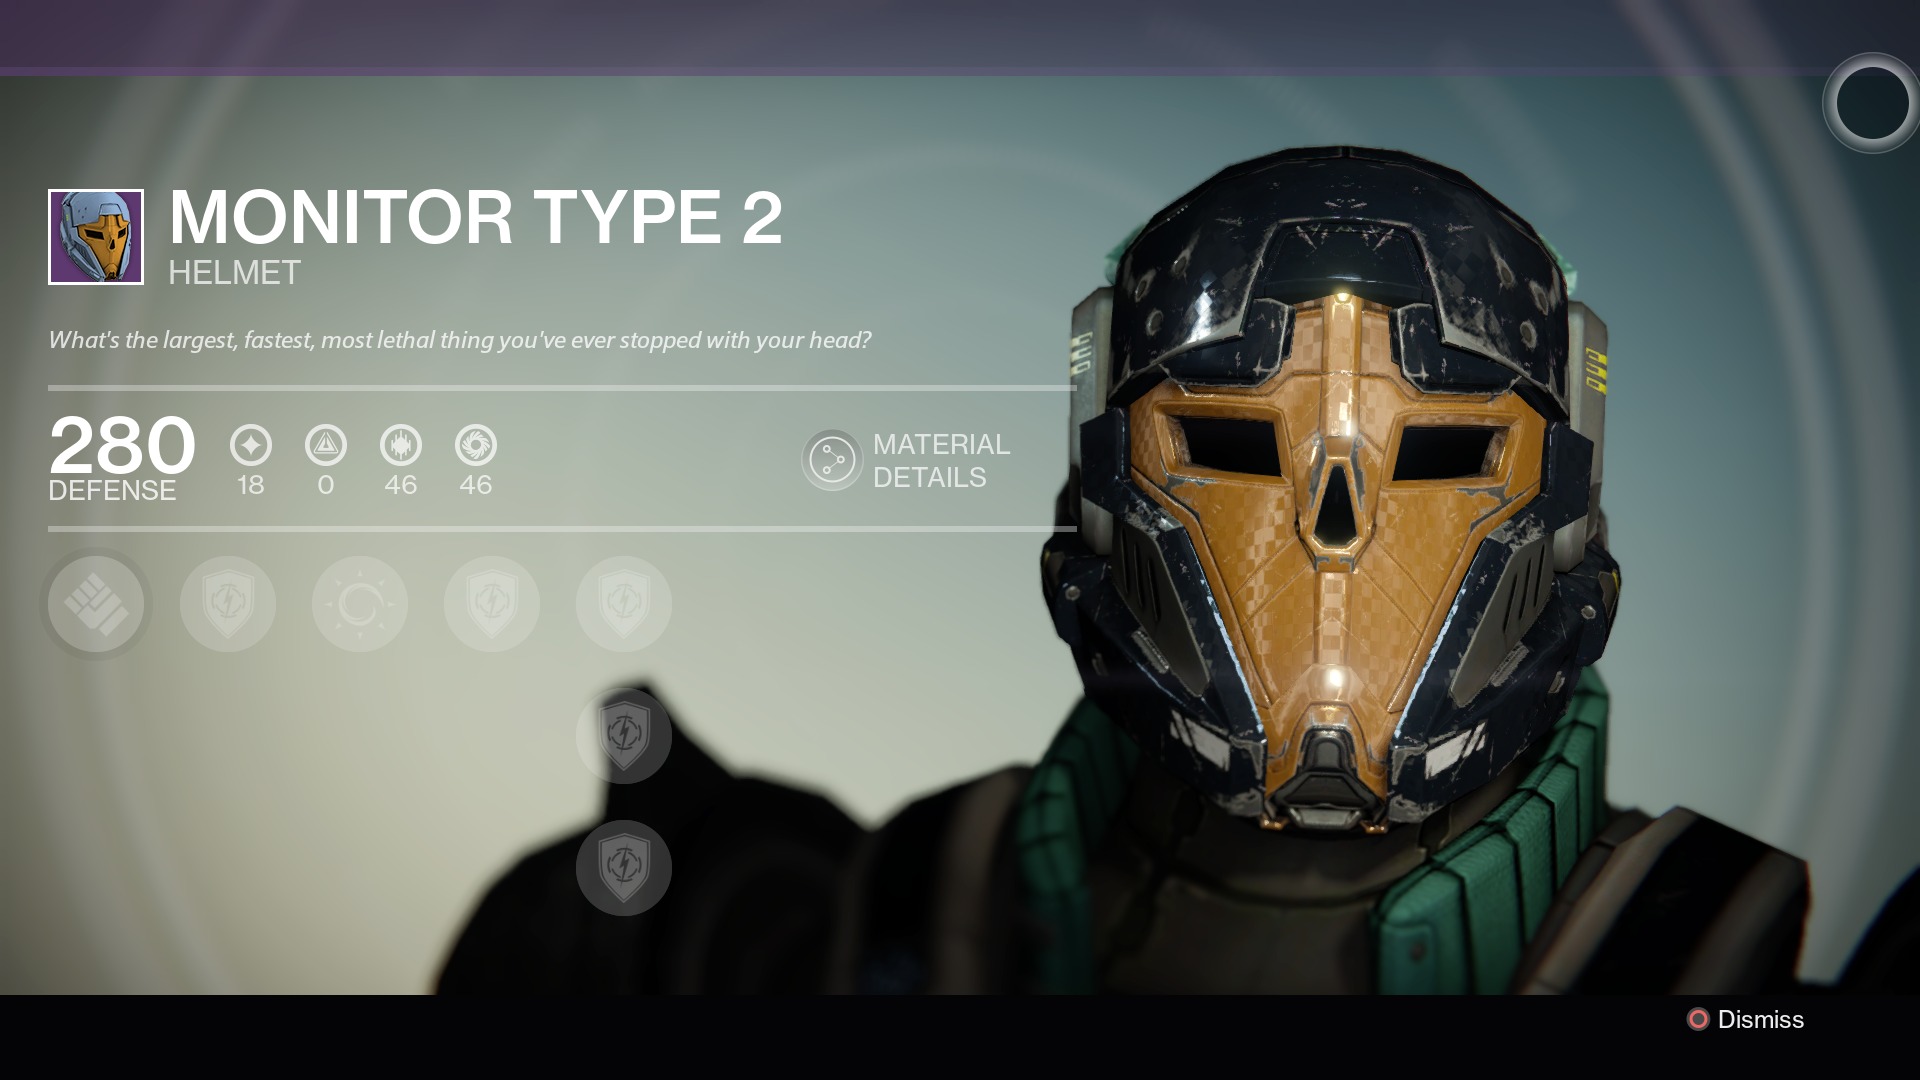 MONITOR TYPE 2
HELMET
What's the largest, fastest, most lethal thing you've ever stopped with your head?
280
DEFENSE
18 0 46 46
MATERIAL
DETAILS
Dismiss